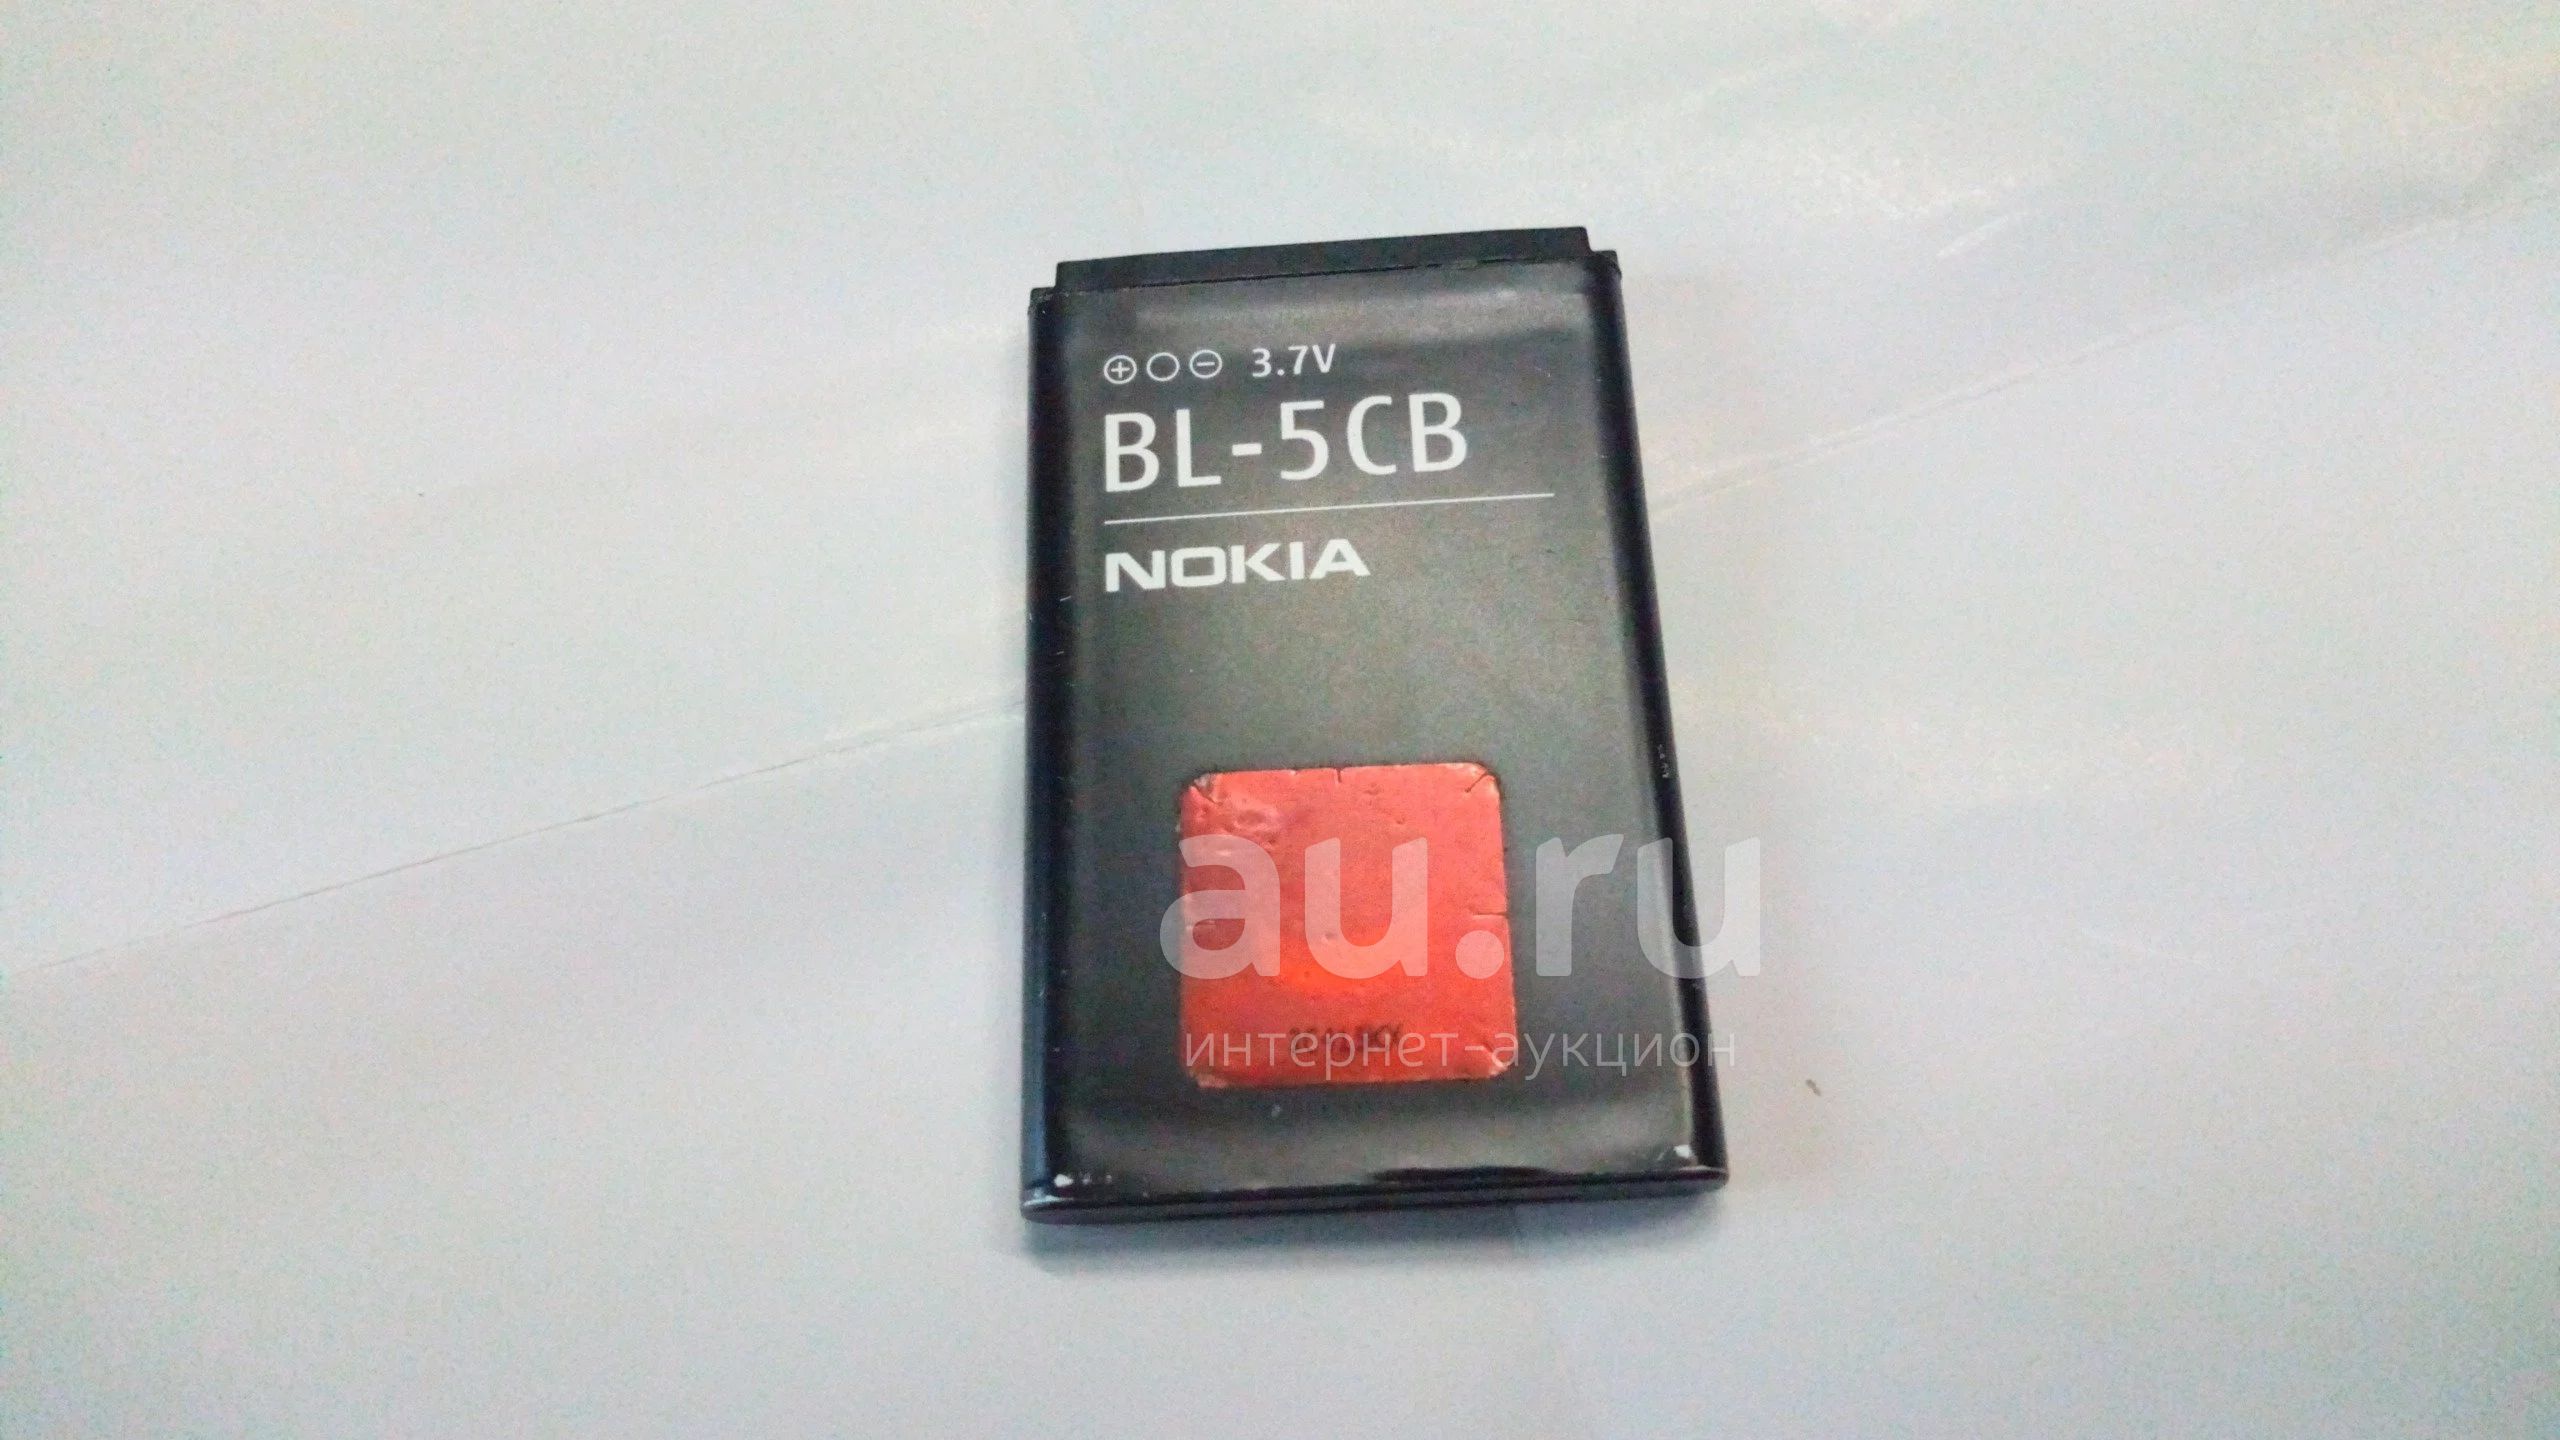 ⊕○⊖ 3.7V
BL-5CB
NOKIA
au.ru
интернет-аукцион